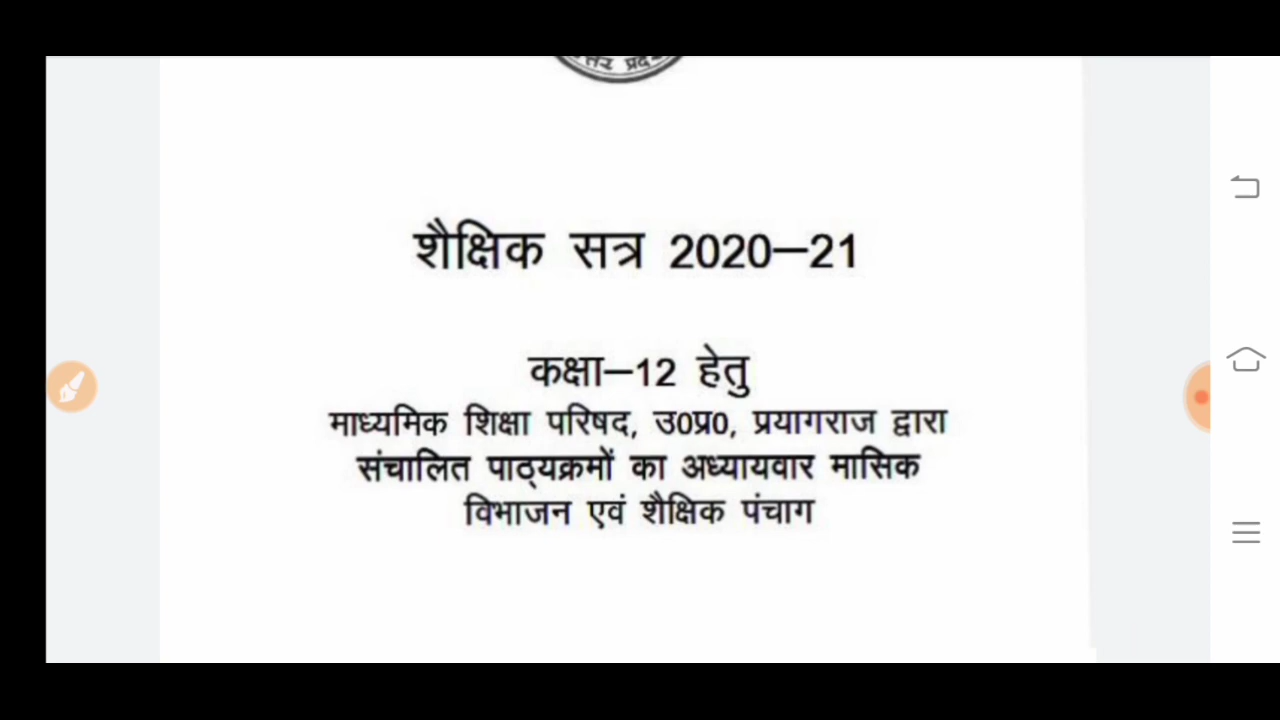 शैक्षिक सत्र 2020–21
कक्षा–12 हेतु
माध्यमिक शिक्षा परिषद, उ0प्र0, प्रयागराज द्वारा
संचालित पाठ्यक्रमों का अध्यायवार मासिक
विभाजन एवं शैक्षिक पंचाग